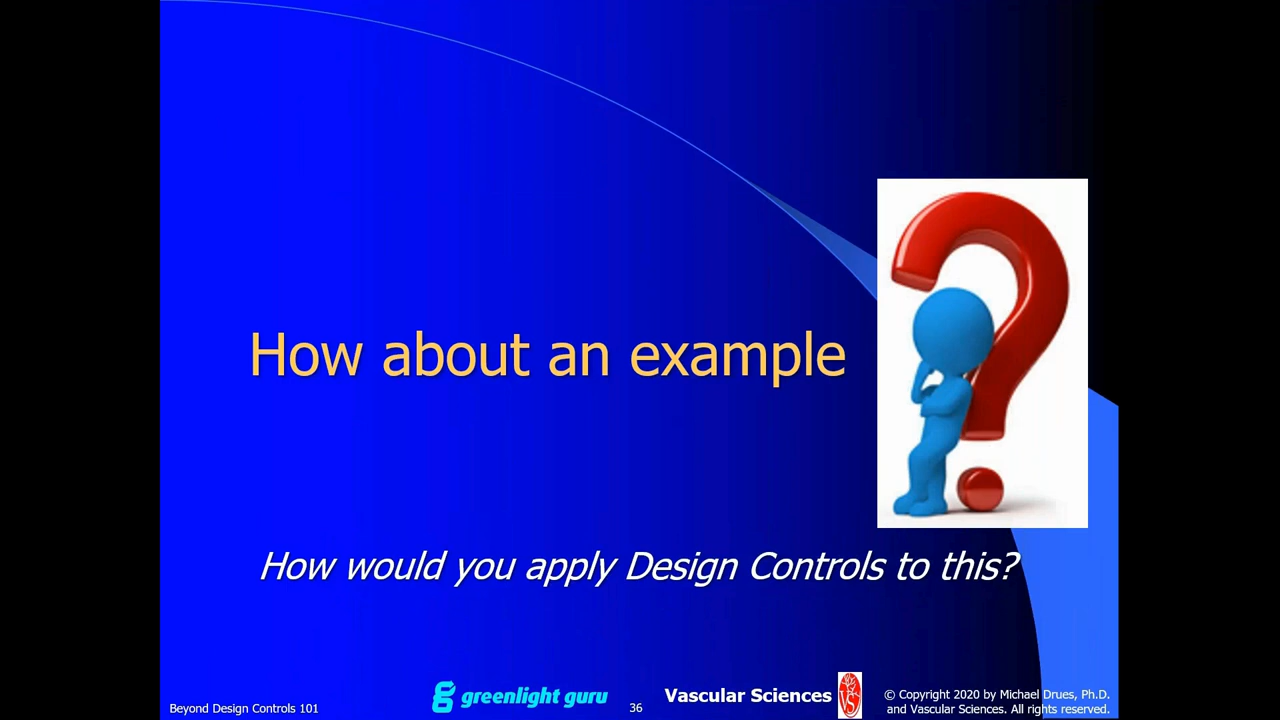 How about an example
How would you apply Design Controls to this?
Beyond Design Controls 101
greenlight guru
36
Vascular Sciences
VS
© Copyright 2020 by Michael Drues, Ph.D.
and Vascular Sciences. All rights reserved.